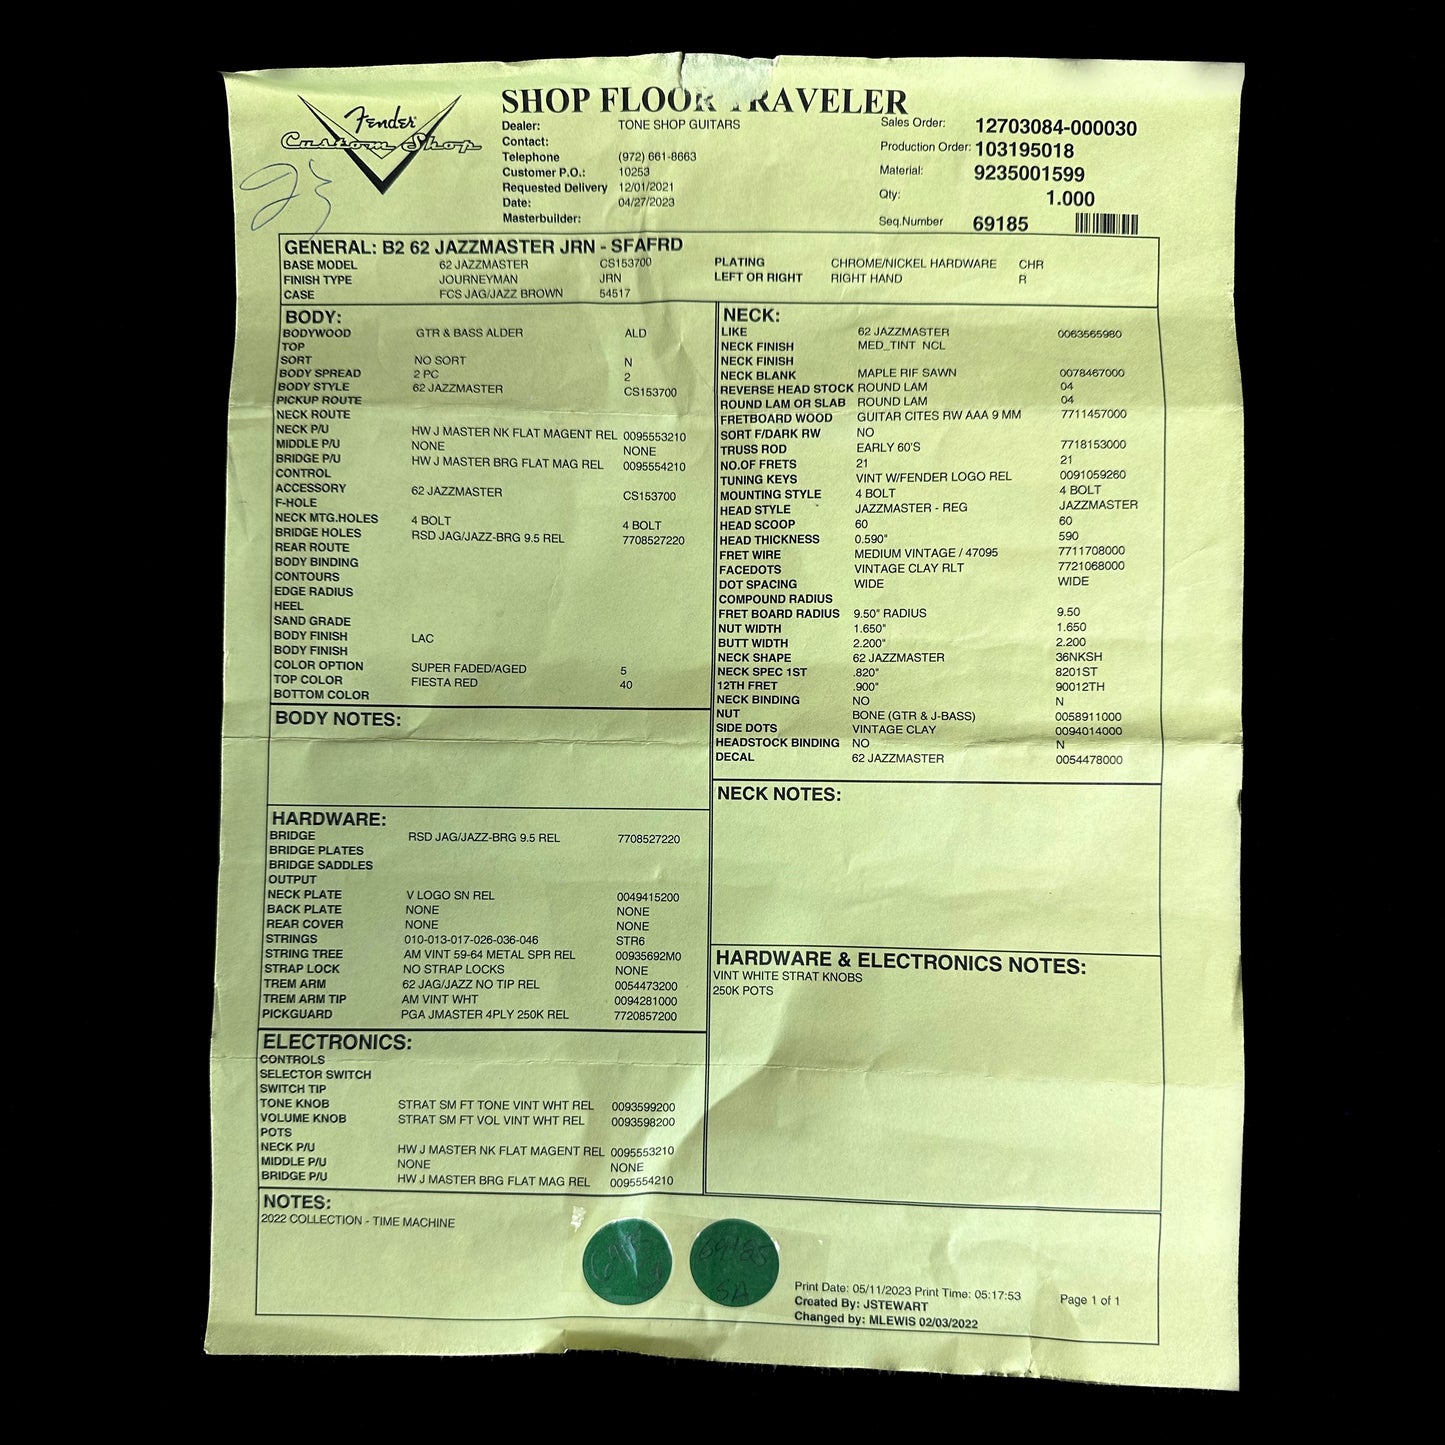 SHOP FLOOR TRAVELER
Fender
Custom Shop
23
Dealer: TONE SHOP GUITARS
Contact:
Telephone (972) 661-8663
Customer P.O.: 10253
Requested Delivery 12/01/2021
Date: 04/27/2023
Masterbuilder:
Sales Order: 12703084-000030
Production Order: 103195018
Material: 9235001599
Qty: 1.000
Seq.Number 69185
GENERAL: B2 62 JAZZMASTER JRN - SFAFRD
BASE MODEL 62 JAZZMASTER CS153700 PLATING CHROME/NICKEL HARDWARE CHR
FINISH TYPE JOURNEYMAN JRN LEFT OR RIGHT RIGHT HAND R
CASE FCS JAG/JAZZ BROWN 54517
BODY:
BODYWOOD GTR & BASS ALDER ALD
TOP
SORT NO SORT N
BODY SPREAD 2 PC 2
BODY STYLE 62 JAZZMASTER CS153700
PICKUP ROUTE
NECK ROUTE
NECK P/U HW J MASTER NK FLAT MAGENT REL 0095553210
MIDDLE P/U NONE NONE
BRIDGE P/U HW J MASTER BRG FLAT MAG REL 0095554210
CONTROL
ACCESSORY 62 JAZZMASTER CS153700
F-HOLE
NECK MTG.HOLES 4 BOLT 4 BOLT
BRIDGE HOLES RSD JAG/JAZZ-BRG 9.5 REL 7708527220
REAR ROUTE
BODY BINDING
CONTOURS
EDGE RADIUS
HEEL
SAND GRADE
BODY FINISH LAC
BODY FINISH
COLOR OPTION SUPER FADED/AGED 5
TOP COLOR FIESTA RED 40
BOTTOM COLOR
BODY NOTES:
HARDWARE:
BRIDGE RSD JAG/JAZZ-BRG 9.5 REL 7708527220
BRIDGE PLATES
BRIDGE SADDLES
OUTPUT
NECK PLATE V LOGO SN REL 0049415200
BACK PLATE NONE NONE
REAR COVER NONE NONE
STRINGS 010-013-017-026-036-046 STR6
STRING TREE AM VINT 59-64 METAL SPR REL 00935692M0
STRAP LOCK NO STRAP LOCKS NONE
TREM ARM 62 JAG/JAZZ NO TIP REL 0054473200
TREM ARM TIP AM VINT WHT 0094281000
PICKGUARD PGA JMASTER 4PLY 250K REL 7720857200
ELECTRONICS:
CONTROLS
SELECTOR SWITCH
SWITCH TIP
TONE KNOB STRAT SM FT TONE VINT WHT REL 0093599200
VOLUME KNOB STRAT SM FT VOL VINT WHT REL 0093598200
POTS
NECK P/U HW J MASTER NK FLAT MAGENT REL 0095553210
MIDDLE P/U NONE NONE
BRIDGE P/U HW J MASTER BRG FLAT MAG REL 0095554210
NECK:
LIKE 62 JAZZMASTER 0063565980
NECK FINISH MED_TINT NCL
NECK FINISH
NECK BLANK MAPLE RIF SAWN 0078467000
REVERSE HEAD STOCK ROUND LAM 04
ROUND LAM OR SLAB ROUND LAM 04
FRETBOARD WOOD GUITAR CITES RW AAA 9 MM 7711457000
SORT F/DARK RW NO
TRUSS ROD EARLY 60'S 7718153000
NO.OF FRETS 21 21
TUNING KEYS VINT W/FENDER LOGO REL 0091059260
MOUNTING STYLE 4 BOLT 4 BOLT
HEAD STYLE JAZZMASTER - REG JAZZMASTER
HEAD SCOOP 60 60
HEAD THICKNESS 0.590" 590
FRET WIRE MEDIUM VINTAGE / 47095 7711708000
FACEDOTS VINTAGE CLAY RLT 7721068000
DOT SPACING WIDE WIDE
COMPOUND RADIUS
FRET BOARD RADIUS 9.50" RADIUS 9.50
NUT WIDTH 1.650" 1.650
BUTT WIDTH 2.200" 2.200
NECK SHAPE 62 JAZZMASTER 36NKSH
NECK SPEC 1ST .820" 8201ST
12TH FRET .900" 90012TH
NECK BINDING NO N
NUT BONE (GTR & J-BASS) 0058911000
SIDE DOTS VINTAGE CLAY 0094014000
HEADSTOCK BINDING NO N
DECAL 62 JAZZMASTER 0054478000
NECK NOTES:
HARDWARE & ELECTRONICS NOTES:
VINT WHITE STRAT KNOBS
250K POTS
NOTES:
2022 COLLECTION - TIME MACHINE
69185
SA
Print Date: 05/11/2023 Print Time: 05:17:53
Created By: JSTEWART
Changed by: MLEWIS 02/03/2022
Page 1 of 1